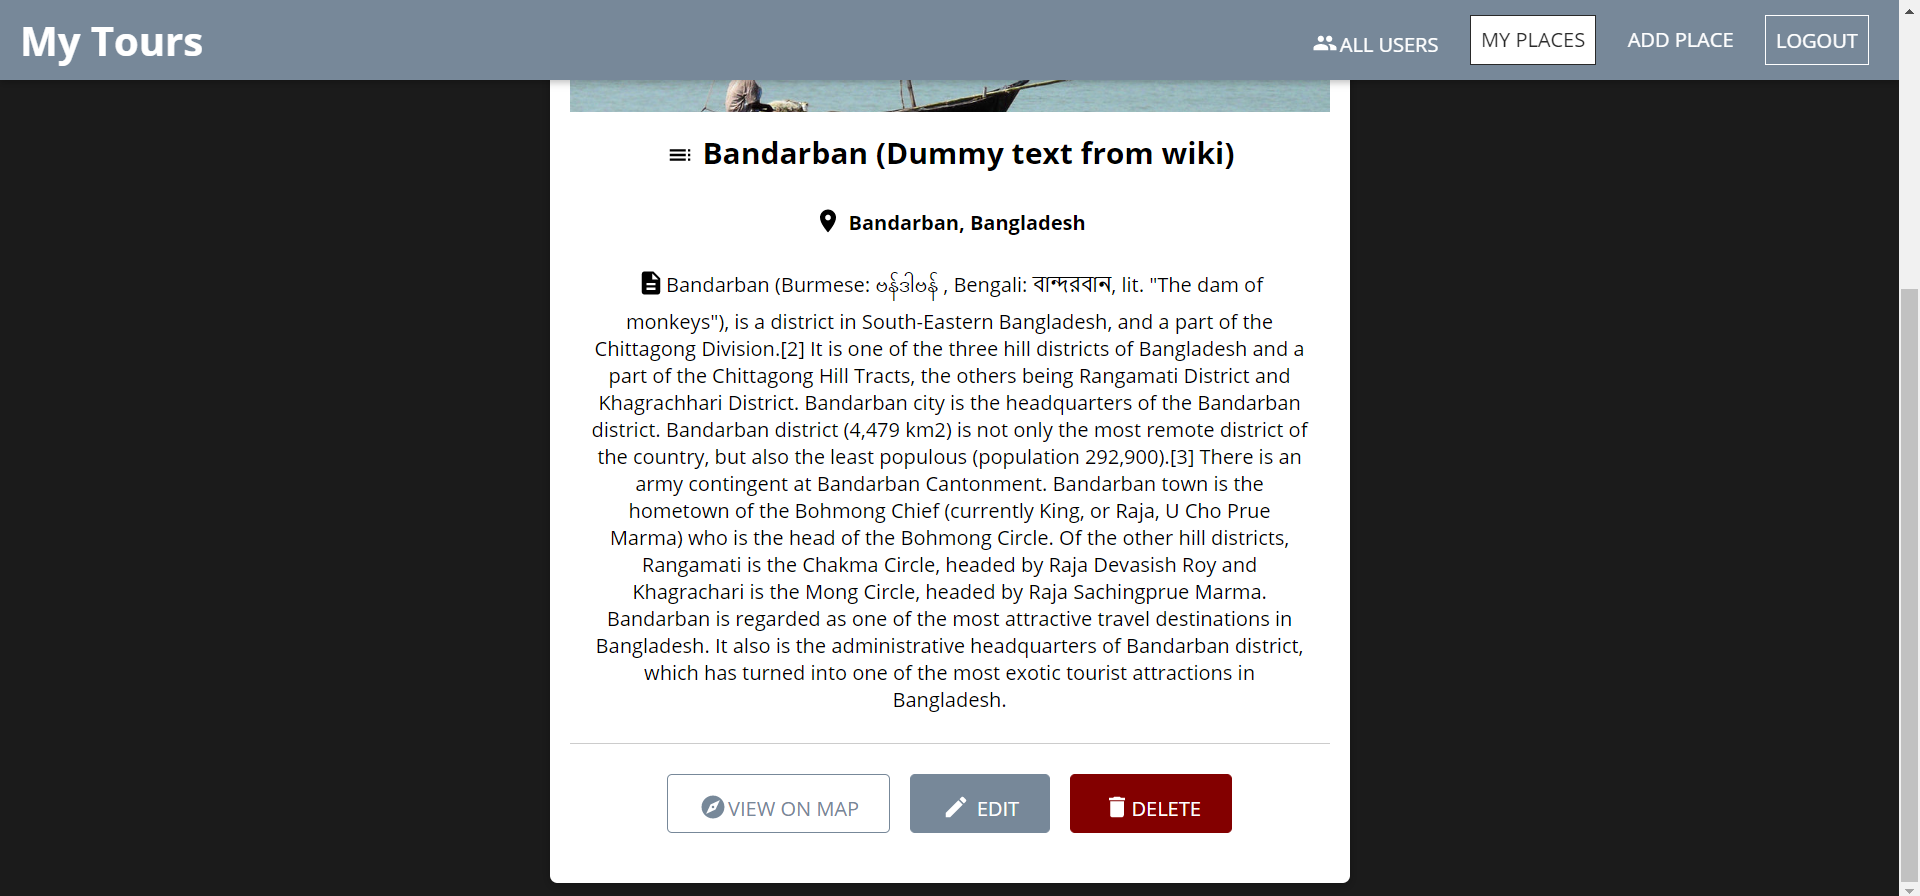 My Tours
ALL USERS
MY PLACES
ADD PLACE
LOGOUT
Bandarban (Dummy text from wiki)
Bandarban, Bangladesh
Bandarban (Burmese: ဗန်ဒါဗန် , Bengali: বান্দরবান, lit. "The dam of
monkeys"), is a district in South-Eastern Bangladesh, and a part of the
Chittagong Division.[2] It is one of the three hill districts of Bangladesh and a
part of the Chittagong Hill Tracts, the others being Rangamati District and
Khagrachhari District. Bandarban city is the headquarters of the Bandarban
district. Bandarban district (4,479 km2) is not only the most remote district of
the country, but also the least populous (population 292,900).[3] There is an
army contingent at Bandarban Cantonment. Bandarban town is the
hometown of the Bohmong Chief (currently King, or Raja, U Cho Prue
Marma) who is the head of the Bohmong Circle. Of the other hill districts,
Rangamati is the Chakma Circle, headed by Raja Devasish Roy and
Khagrachari is the Mong Circle, headed by Raja Sachingprue Marma.
Bandarban is regarded as one of the most attractive travel destinations in
Bangladesh. It also is the administrative headquarters of Bandarban district,
which has turned into one of the most exotic tourist attractions in
Bangladesh.
VIEW ON MAP
EDIT
DELETE